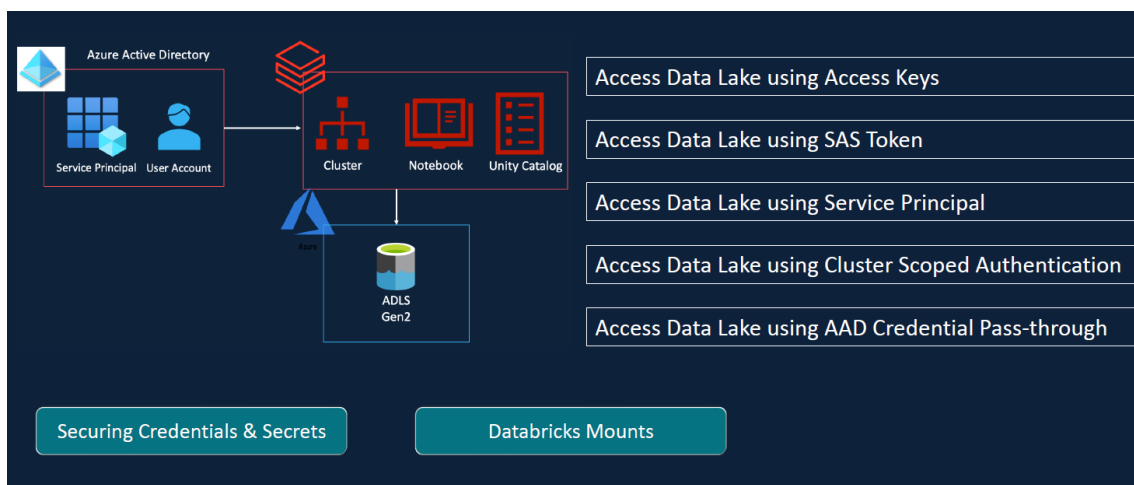 Azure Active Directory
Service Principal
User Account
Cluster
Notebook
Unity Catalog
Azure
ADLS
Gen2
Access Data Lake using Access Keys
Access Data Lake using SAS Token
Access Data Lake using Service Principal
Access Data Lake using Cluster Scoped Authentication
Access Data Lake using AAD Credential Pass-through
Securing Credentials & Secrets
Databricks Mounts